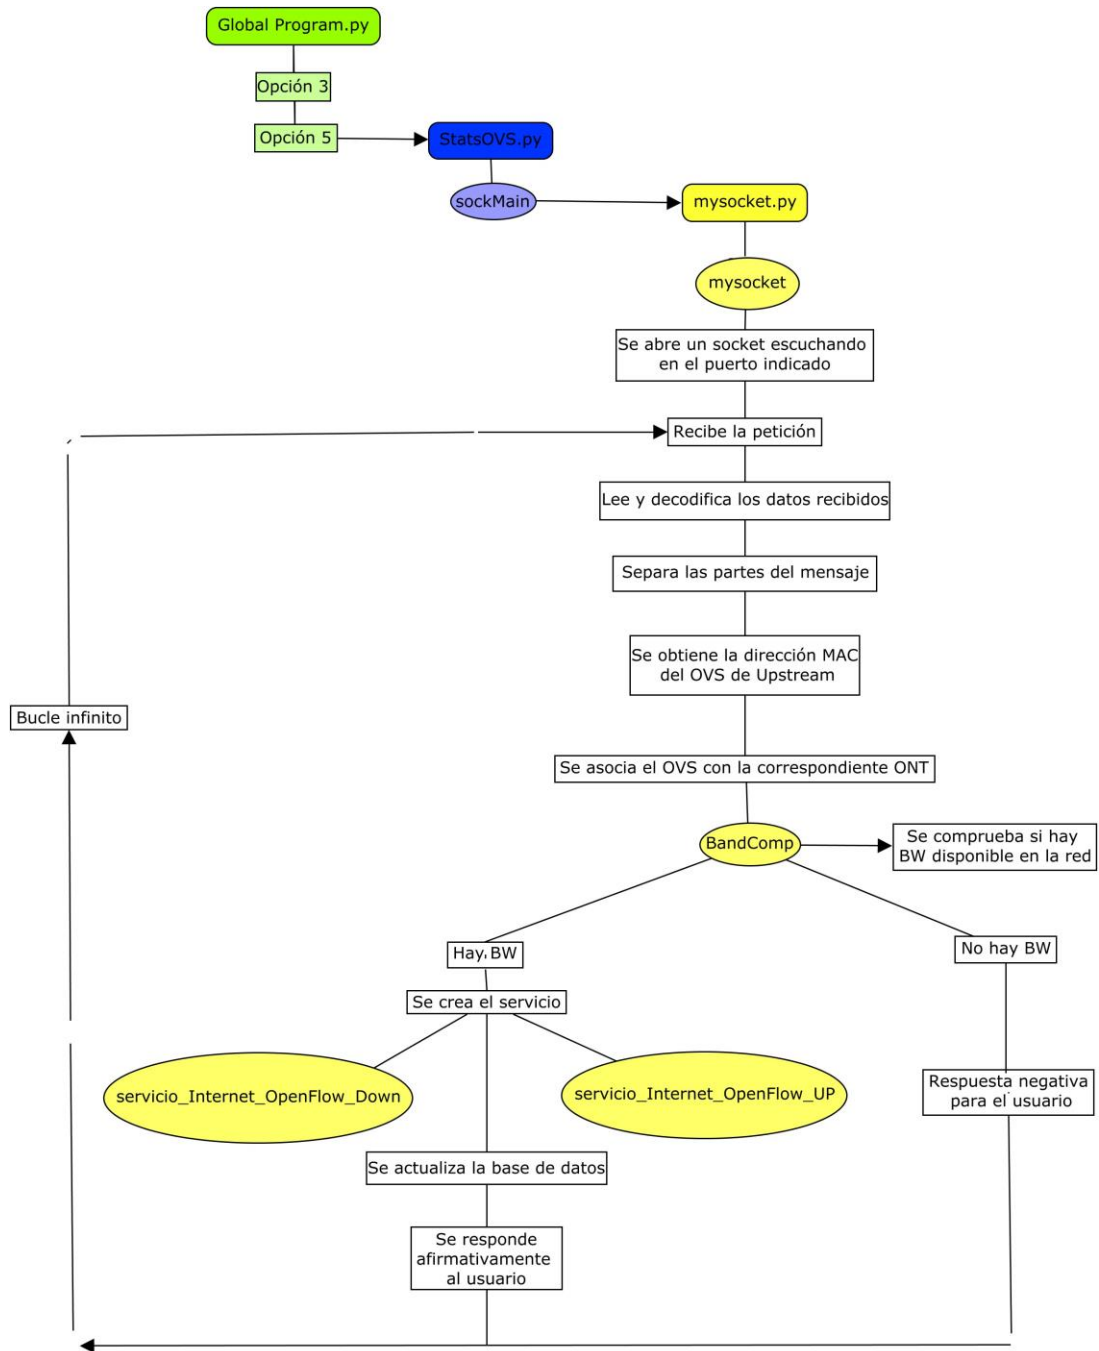 Global Program.py
Opción 3
Opción 5
StatsOVS.py
sockMain
mysocket.py
mysocket
Se abre un socket escuchando
en el puerto indicado
Recibe la petición
Lee y decodifica los datos recibidos
Separa las partes del mensaje
Se obtiene la dirección MAC
del OVS de Upstream
Bucle infinito
Se asocia el OVS con la correspondiente ONT
BandComp
Se comprueba si hay
BW disponible en la red
Hay BW
No hay BW
Se crea el servicio
servicio_Internet_OpenFlow_Down
servicio_Internet_OpenFlow_UP
Respuesta negativa
para el usuario
Se actualiza la base de datos
Se responde
afirmativamente
al usuario